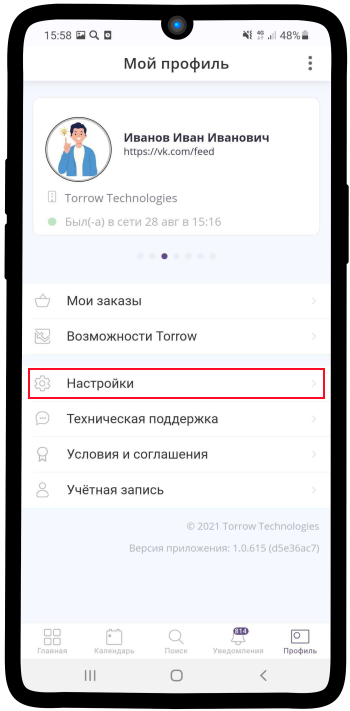 15:58 48%
Мой профиль
Иванов Иван Иванович
https://vk.com/feed
Torrow Technologies
Был(-а) в сети 28 авг в 15:16
Мои заказы
Возможности Torrow
Настройки
Техническая поддержка
Условия и соглашения
Учётная запись
© 2021 Torrow Technologies
Версия приложения: 1.0.615 (d5e36ac7)
814
Главная Календарь Поиск Уведомления Профиль